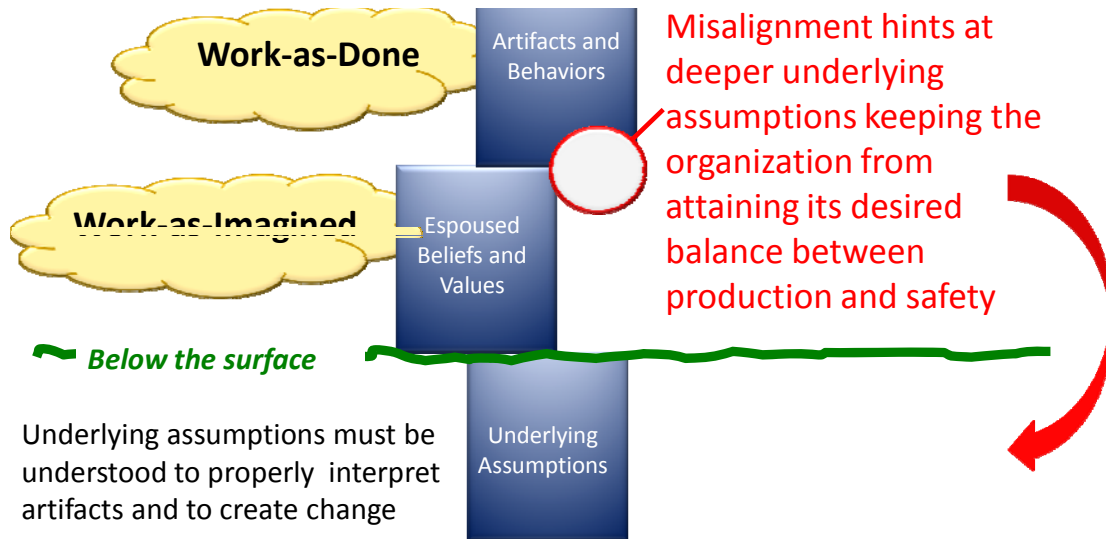 Work-as-Done
Artifacts and
Behaviors
Misalignment hints at
deeper underlying
assumptions keeping the
organization from
attaining its desired
balance between
production and safety
Work-as-Imagined
Espoused
Beliefs and
Values
Below the surface
Underlying assumptions must be
understood to properly interpret
artifacts and to create change
Underlying
Assumptions